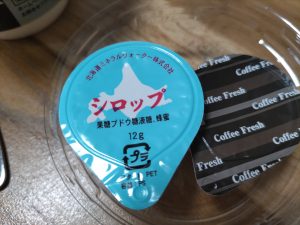 北海道ミネラルウォーター株式会社
シロップ
果糖ブドウ糖液糖、蜂蜜
12g
プラ
PET
PS
Coffee Fresh
Coffee Fresh
Coffee Fresh
Coffee Fresh